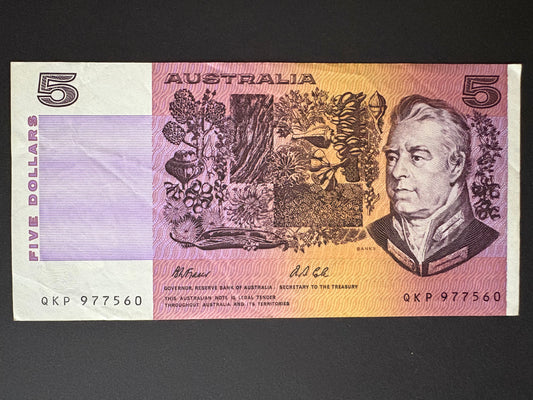 5 AUSTRALIA 5
FIVE DOLLARS
BANKS
GOVERNOR, RESERVE BANK OF AUSTRALIA . SECRETARY TO THE TREASURY
THIS AUSTRALIAN NOTE IS LEGAL TENDER
THROUGHOUT AUSTRALIA AND ITS TERRITORIES
QKP 977560 QKP 977560